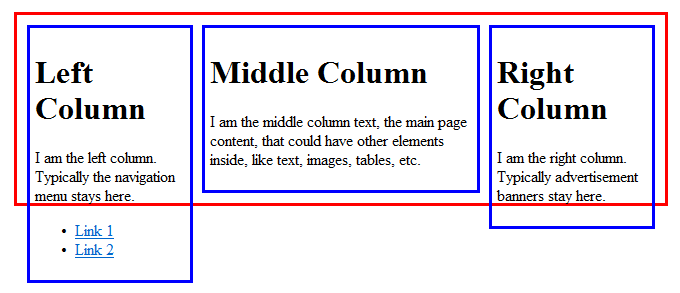 Left
Column
I am the left column.
Typically the navigation
menu stays here.
• Link 1
• Link 2
Middle Column
I am the middle column text, the main page
content, that could have other elements
inside, like text, images, tables, etc.
Right
Column
I am the right column.
Typically advertisement
banners stay here.